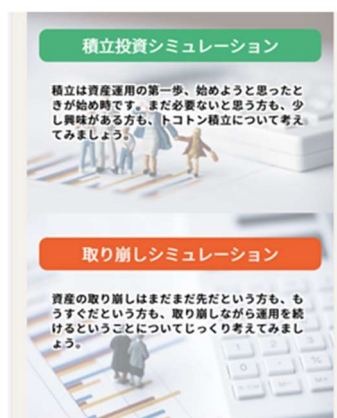 積立投資シミュレーション
積立は資産運用の第一歩、始めようと思ったと
きが始め時です。まだ必要ないと思う方も、少
し興味がある方も、トコトン積立について考え
てみましょう。
取り崩しシミュレーション
資産の取り崩しはまだまだ先だという方も、も
うすぐだという方も、取り崩しながら運用を続
けるということについてじっくり考えてみまし
ょう。